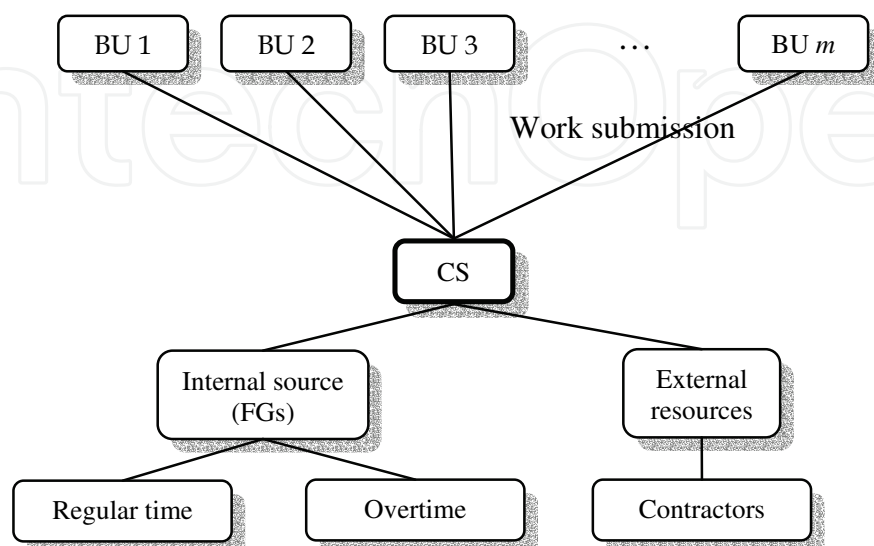 BU 1
BU 2
BU 3
...
BU m
Work submission
CS
Internal source
(FGs)
External
resources
Regular time
Overtime
Contractors